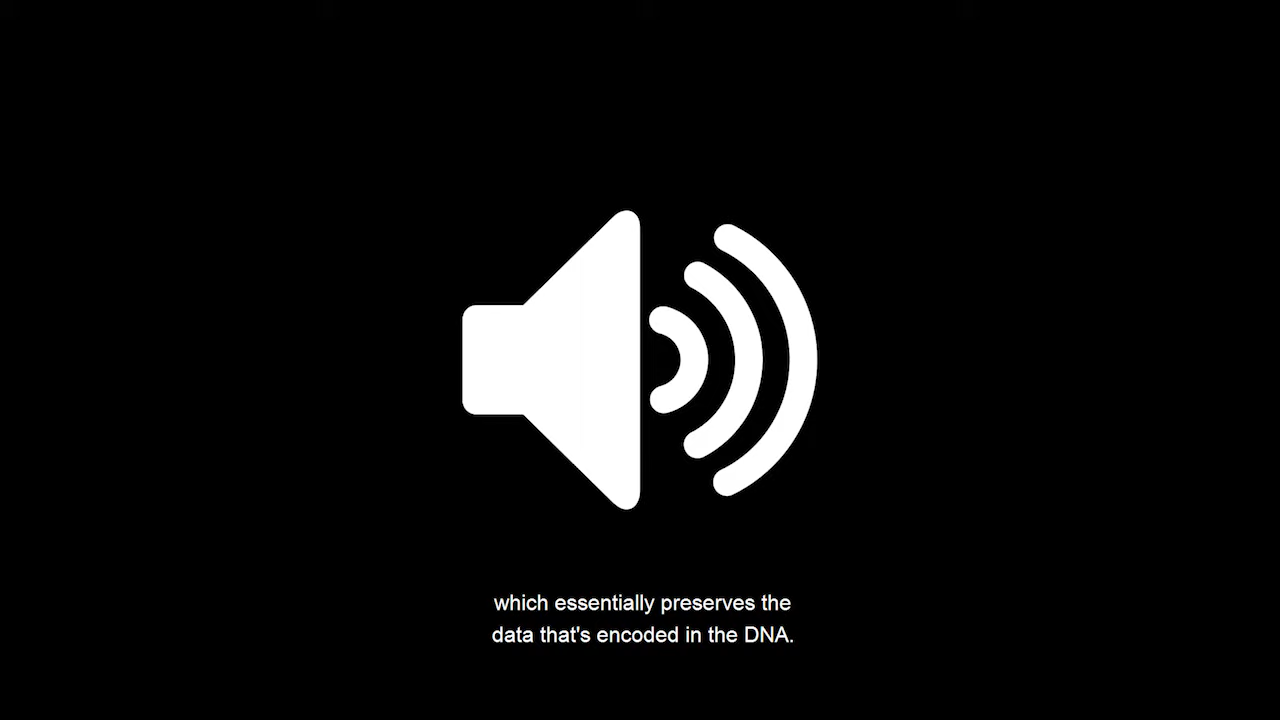 which essentially preserves the
data that's encoded in the DNA.